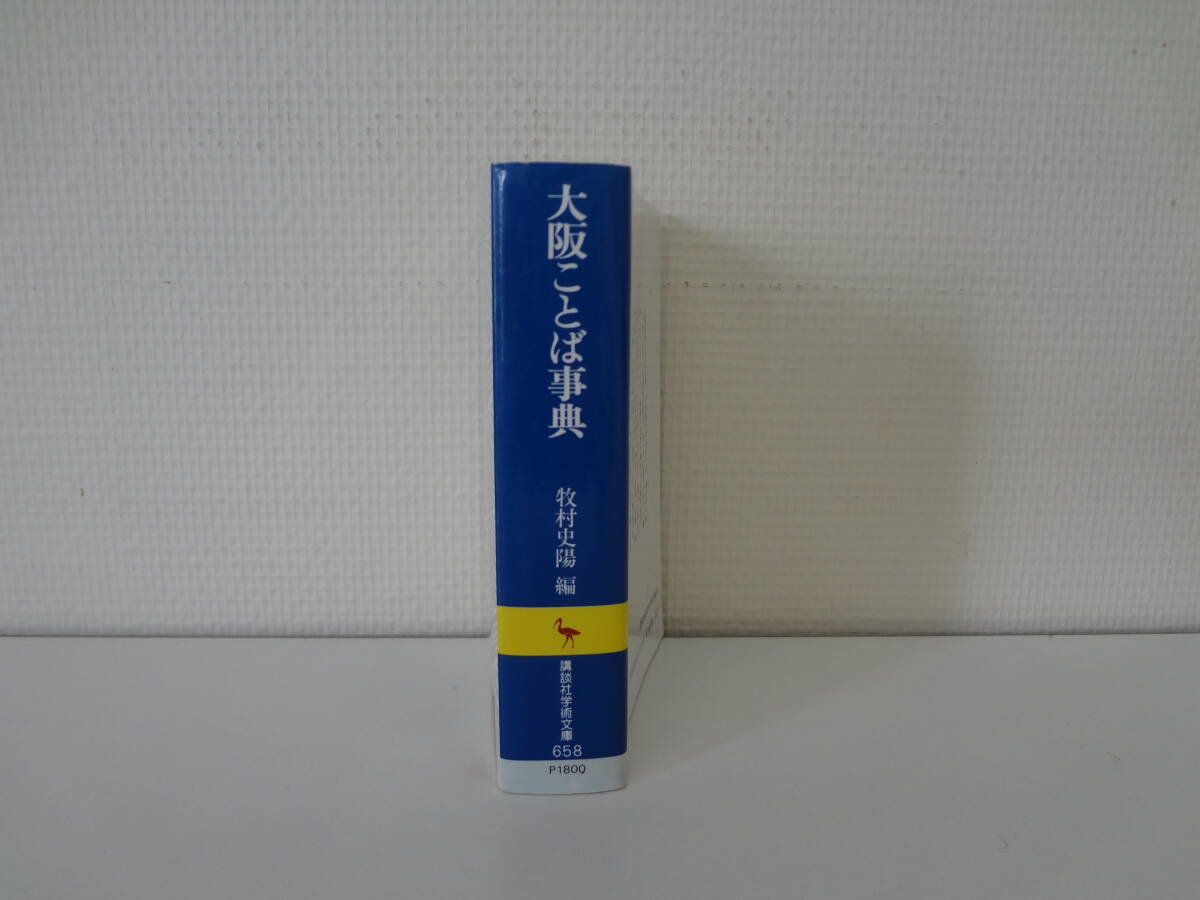 大阪ことば事典
牧村史陽 編
講談社学術文庫
658
P1800